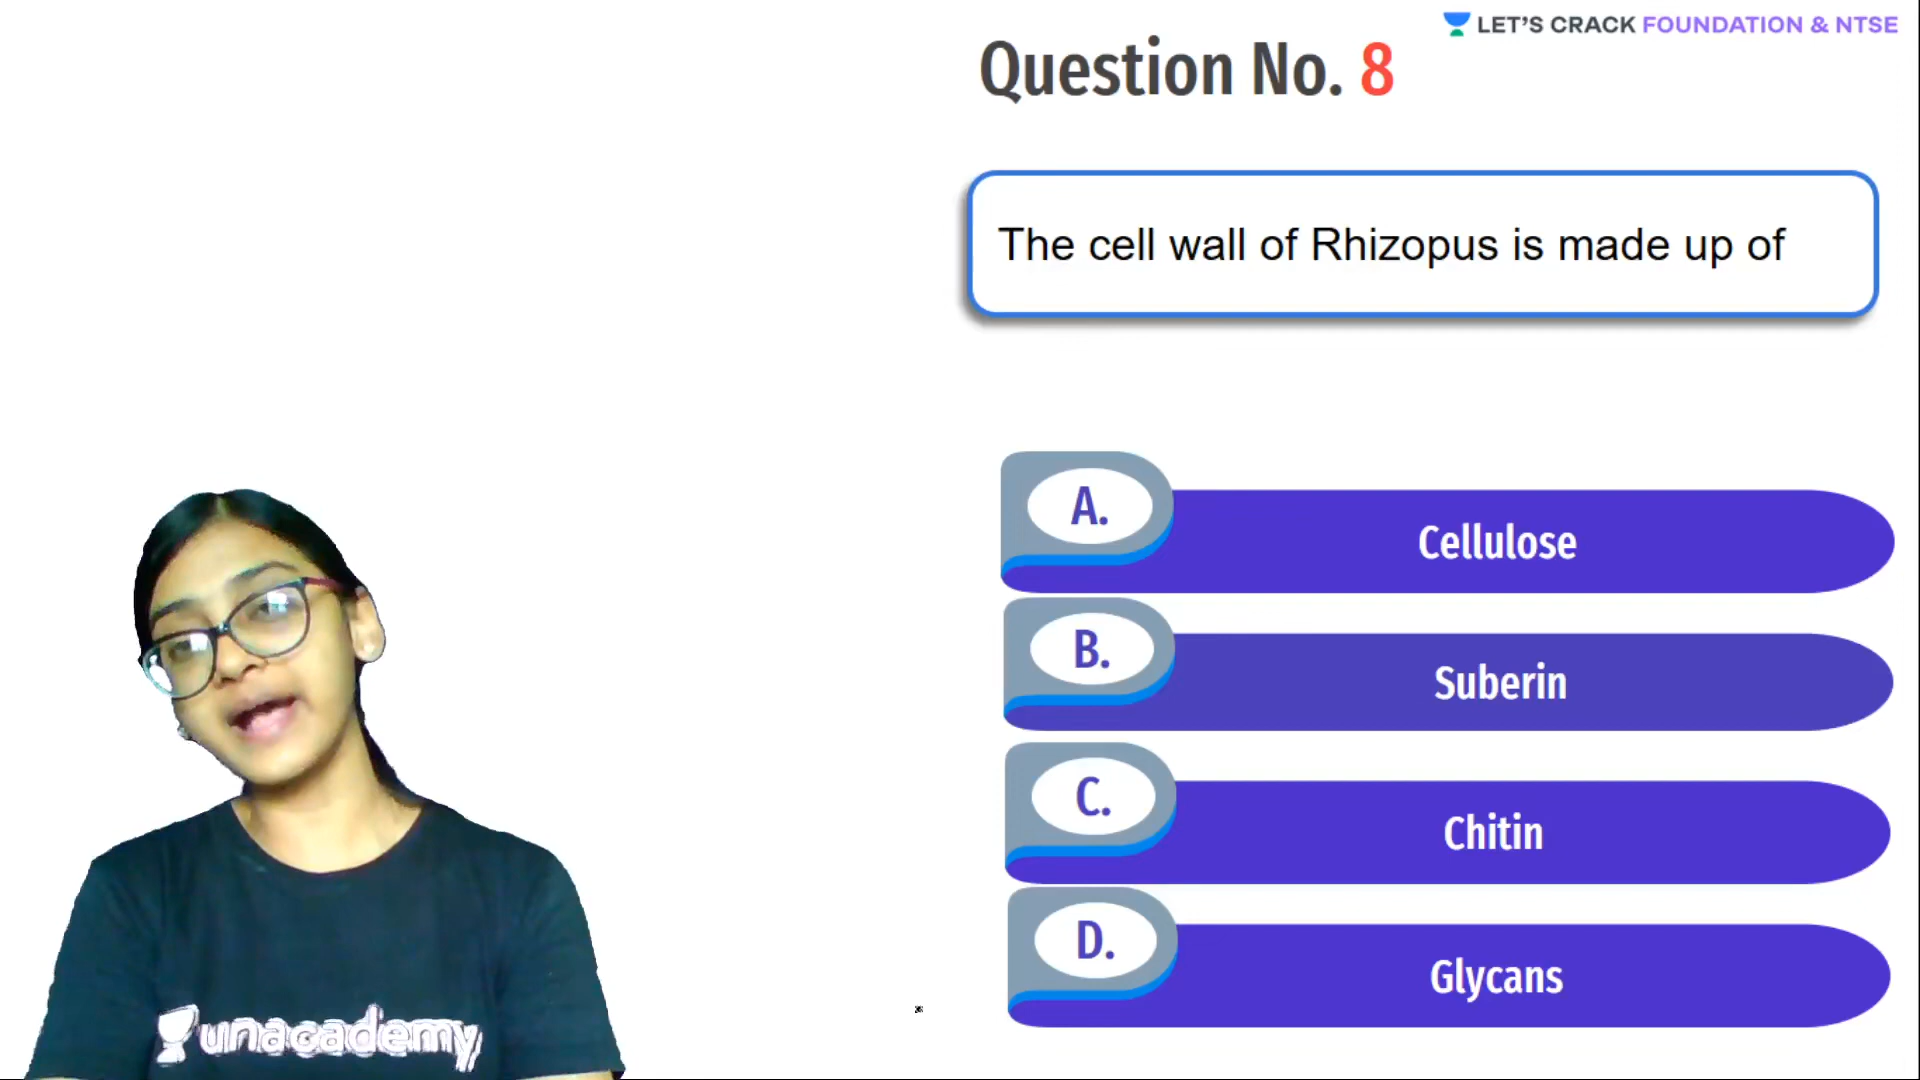 LET'S CRACK FOUNDATION & NTSE
Question No. 8
The cell wall of Rhizopus is made up of
A.
Cellulose
B.
Suberin
C.
Chitin
D.
Glycans
unacademy